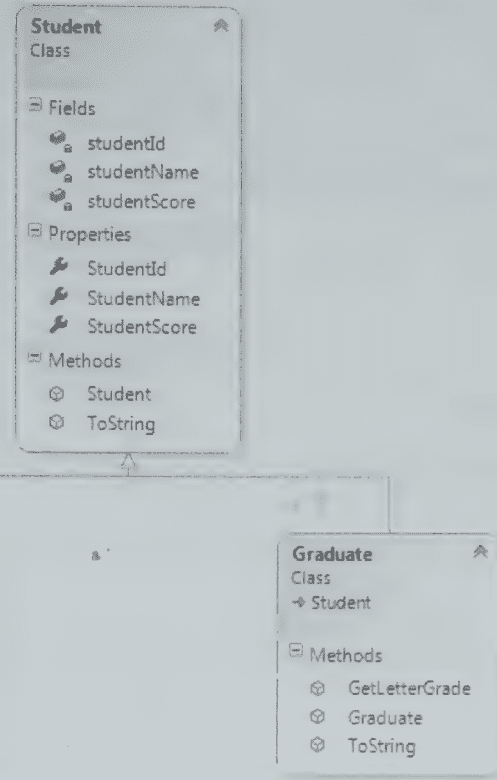 Student
Class
Fields
studentId
studentName
studentScore
Properties
StudentId
StudentName
StudentScore
Methods
Student
ToString
Graduate
Class
Student
Methods
GetLetterGrade
Graduate
ToString